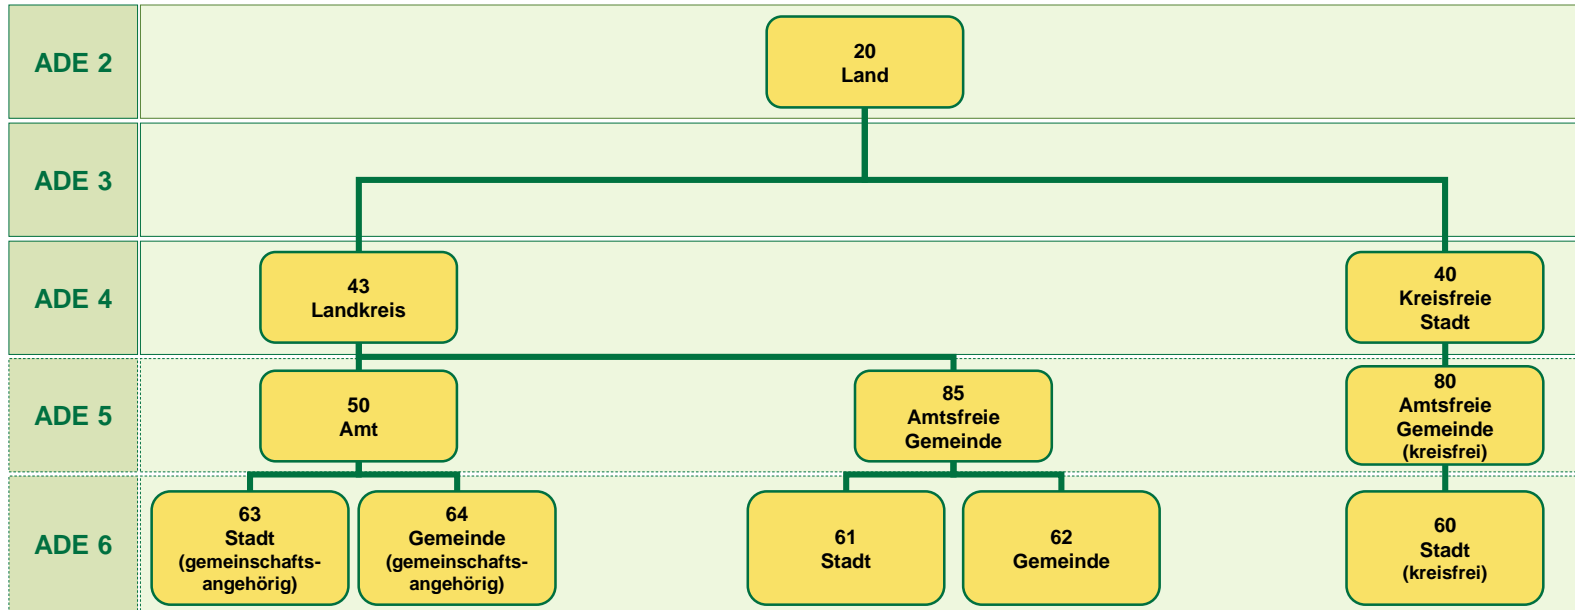 ADE 2
20
Land
ADE 3
ADE 4
43
Landkreis
40
Kreisfreie
Stadt
ADE 5
50
Amt
85
Amtsfreie
Gemeinde
80
Amtsfreie
Gemeinde
(kreisfrei)
ADE 6
63
Stadt
(gemeinschafts-
angehörig)
64
Gemeinde
(gemeinschafts-
angehörig)
61
Stadt
62
Gemeinde
60
Stadt
(kreisfrei)